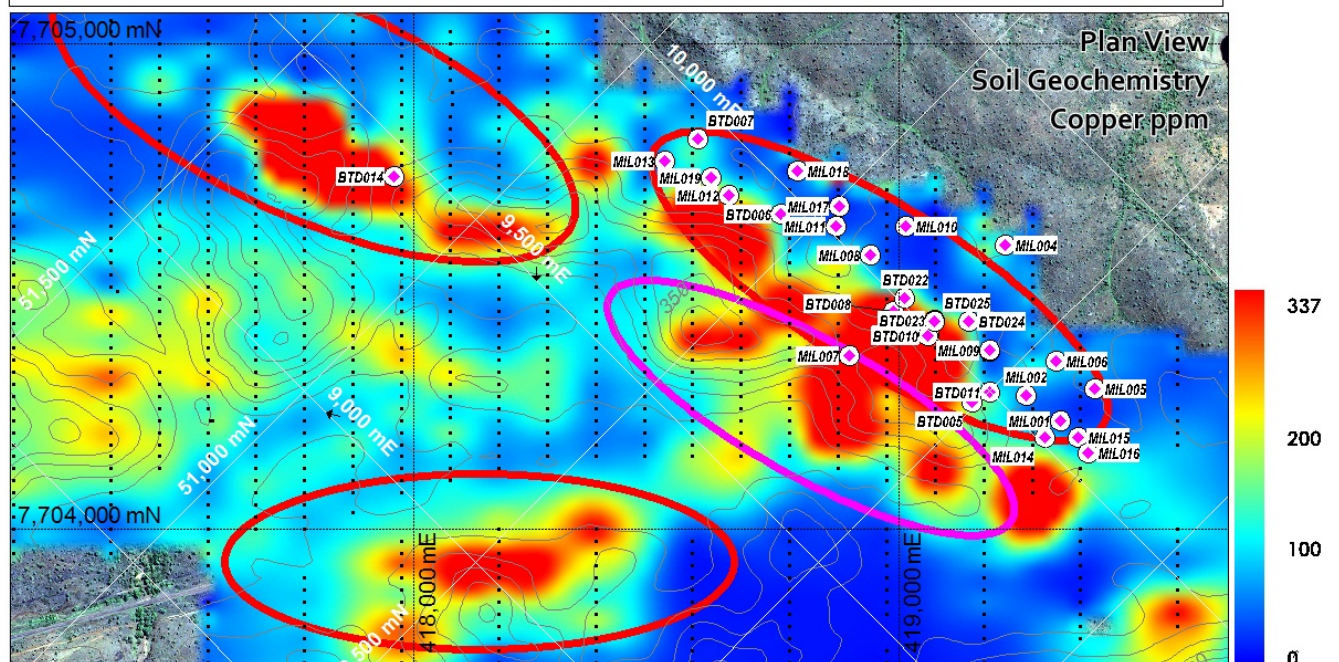 7,705,000 mN
Plan View
Soil Geochemistry
Copper ppm
10,000 mE
BTD007
MIL013
MIL018
BTD014
MIL019
MIL012
MIL017
BTD006
MIL011
MIL010
9,500 mE
MIL004
51,500 mN
MIL008
BTD022
350
BTD008
BTD025
337
BTD023
BTD024
BTD010
MIL007
MIL009
MIL006
MIL002
MIL005
BTD011
9,000 mE
BTD005
MIL001
MIL015
200
51,000 mN
MIL014
MIL016
7,704,000 mN
100
418,000 mE
419,000 mE
500 mN
0